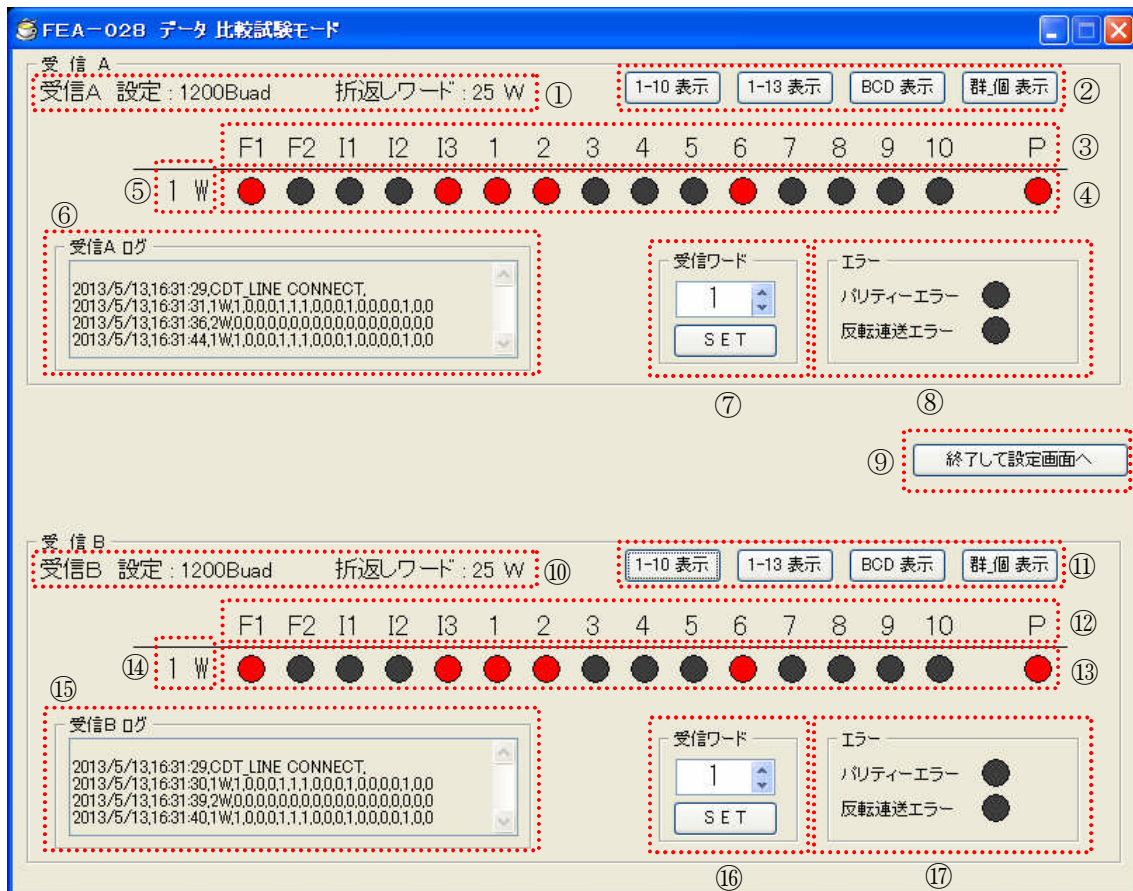 FEA-028 データ 比較試験モード
受 信 A
受信A 設定 : 1200Buad 折返しワード : 25 W ①
1-10 表示 1-13 表示 BCD 表示 群_個 表示 ②
F1 F2 I1 I2 I3 1 2 3 4 5 6 7 8 9 10 P ③
⑤ 1 W ④
⑥
受信A ログ
2013/5/13,16:31:29,CDT LINE CONNECT,
2013/5/13,16:31:31,1W,1,0,0,0,1,1,1,0,0,0,1,0,0,0,0,1,0,0
2013/5/13,16:31:36,2W,0,0,0,0,0,0,0,0,0,0,0,0,0,0,0,0,0,0
2013/5/13,16:31:44,1W,1,0,0,0,1,1,1,0,0,0,1,0,0,0,0,1,0,0
受信ワード
1
SET
⑦
エラー
パリティーエラー
反転連送エラー
⑧
⑨ 終了して設定画面へ
受 信 B
受信B 設定 : 1200Buad 折返しワード : 25 W ⑩
1-10 表示 1-13 表示 BCD 表示 群_個 表示 ⑪
F1 F2 I1 I2 I3 1 2 3 4 5 6 7 8 9 10 P ⑫
⑭ 1 W ⑬
⑮
受信B ログ
2013/5/13,16:31:29,CDT LINE CONNECT,
2013/5/13,16:31:30,1W,1,0,0,0,1,1,1,0,0,0,1,0,0,0,0,1,0,0
2013/5/13,16:31:39,2W,0,0,0,0,0,0,0,0,0,0,0,0,0,0,0,0,0,0
2013/5/13,16:31:40,1W,1,0,0,0,1,1,1,0,0,0,1,0,0,0,0,1,0,0
受信ワード
1
SET
⑯
エラー
パリティーエラー
反転連送エラー
⑰